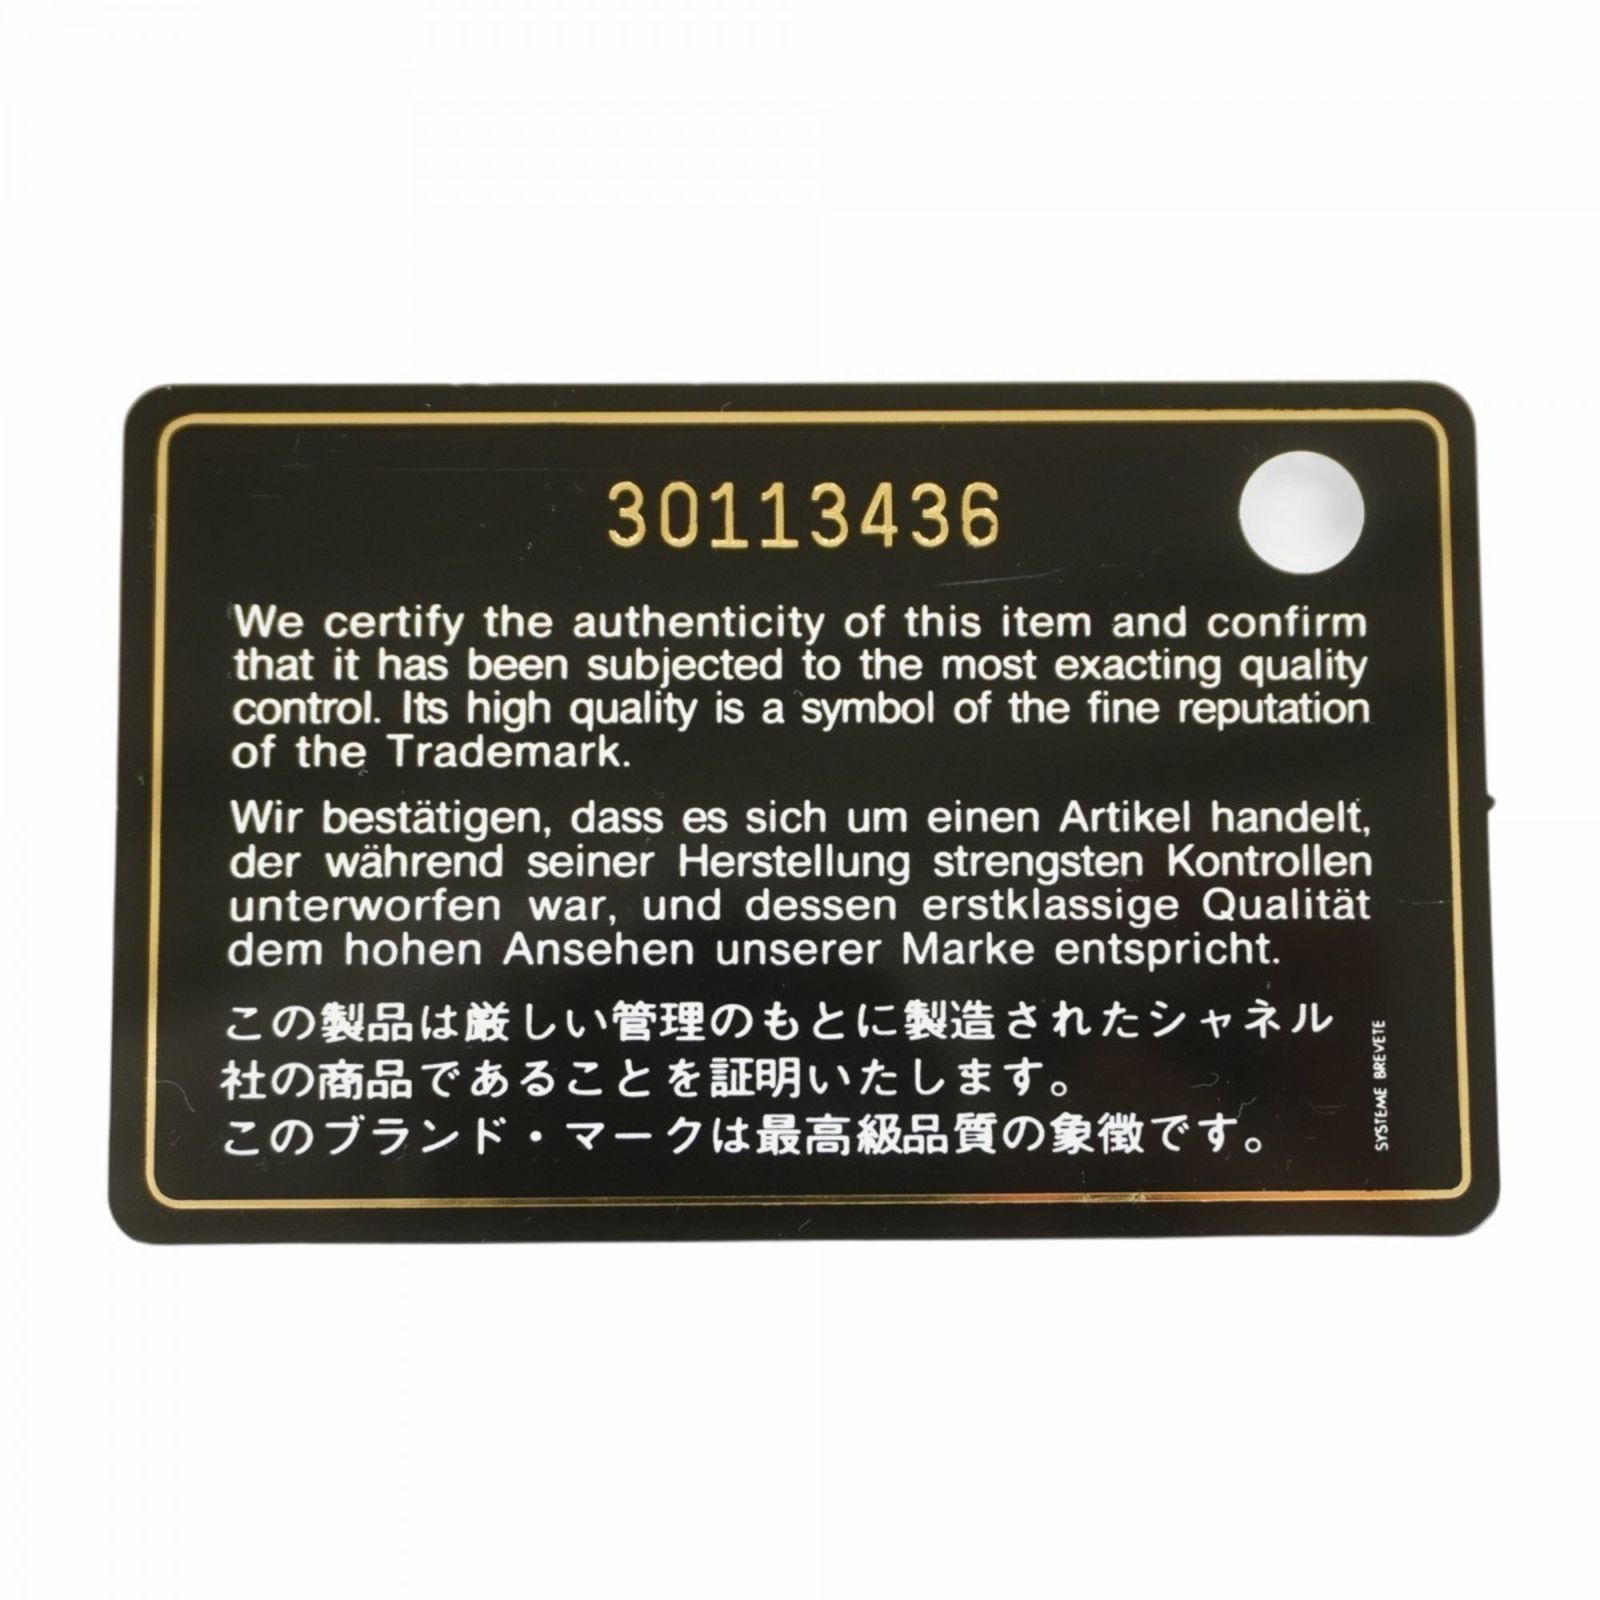 30113436
We certify the authenticity of this item and confirm
that it has been subjected to the most exacting quality
control. Its high quality is a symbol of the fine reputation
of the Trademark.
Wir bestätigen, dass es sich um einen Artikel handelt,
der während seiner Herstellung strengsten Kontrollen
unterworfen war, und dessen erstklassige Qualität
dem hohen Ansehen unserer Marke entspricht.
この製品は厳しい管理のもとに製造されたシャネル
社の商品であることを証明いたします。
このブランド・マークは最高級品質の象徴です。
SYSTEME BREVETE